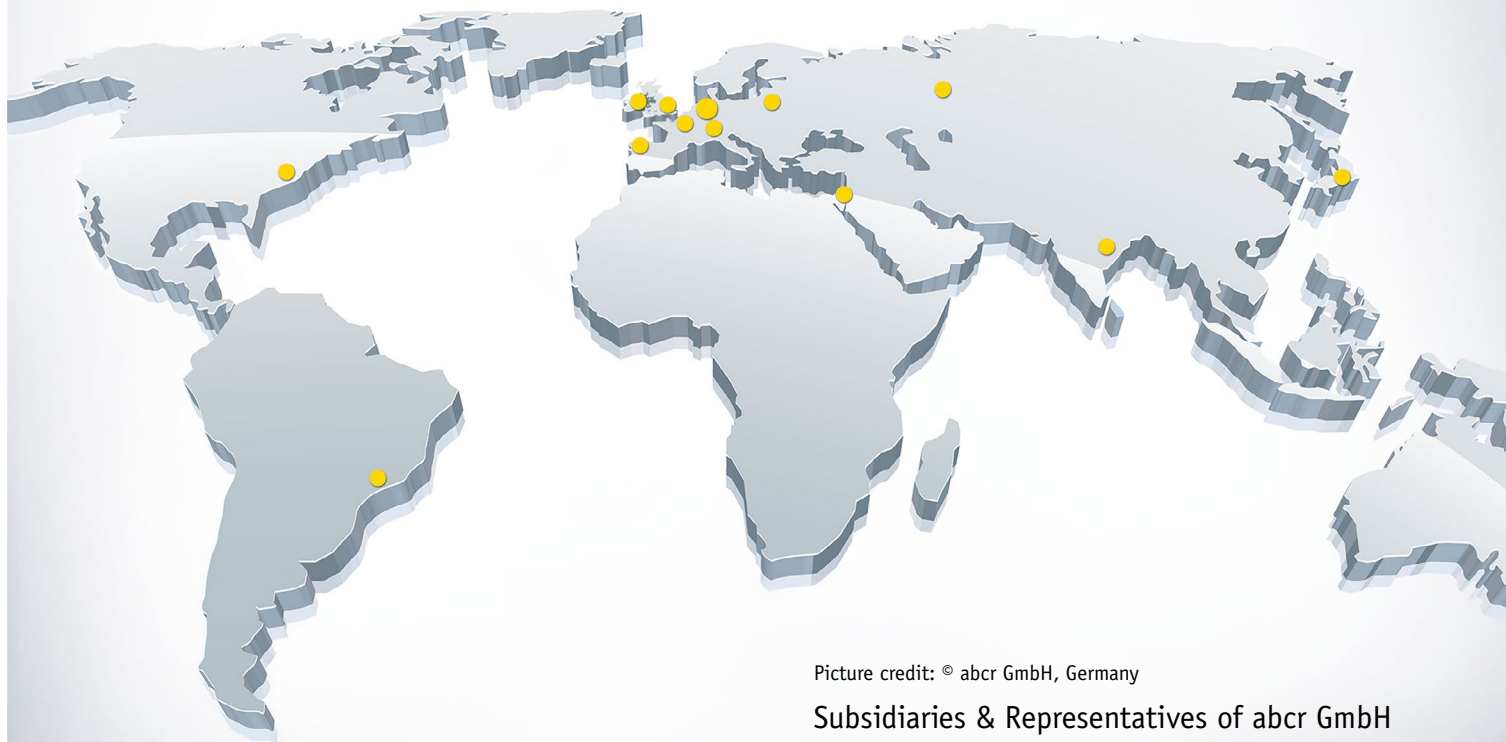 Picture credit: © abcr GmbH, Germany
Subsidiaries & Representatives of abcr GmbH